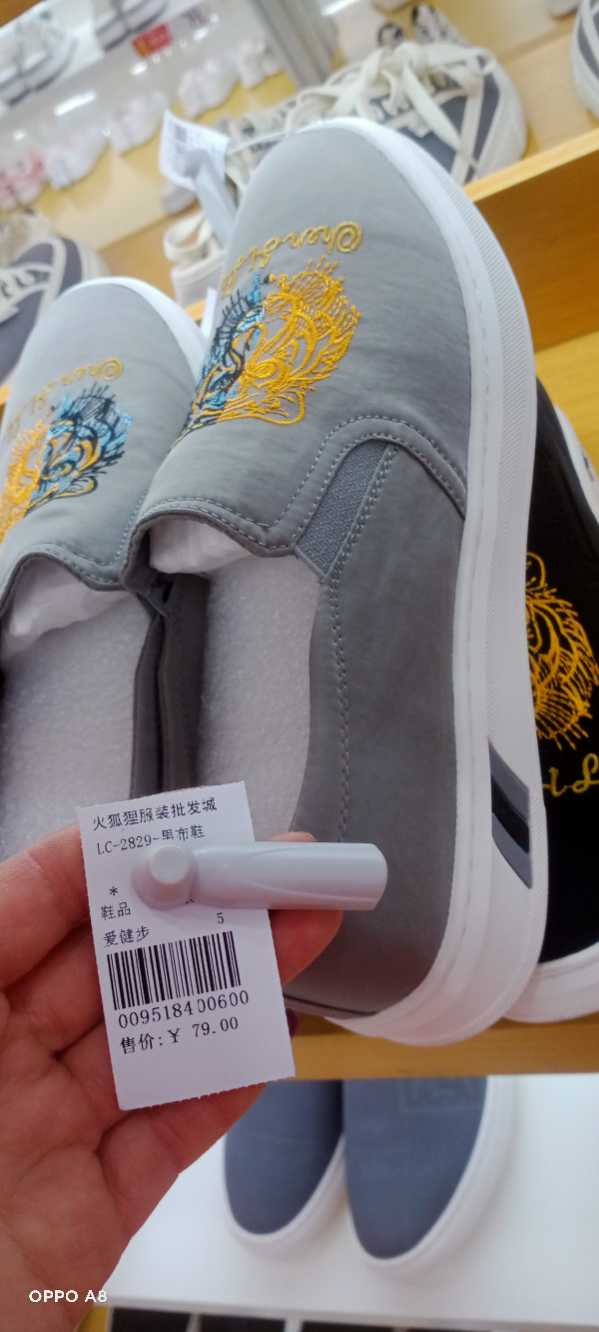 火狐狸服装批发城
LC-2829-男布鞋
*
鞋品
5
爱健步
009518400600
售价:¥ 79.00
OPPO A8